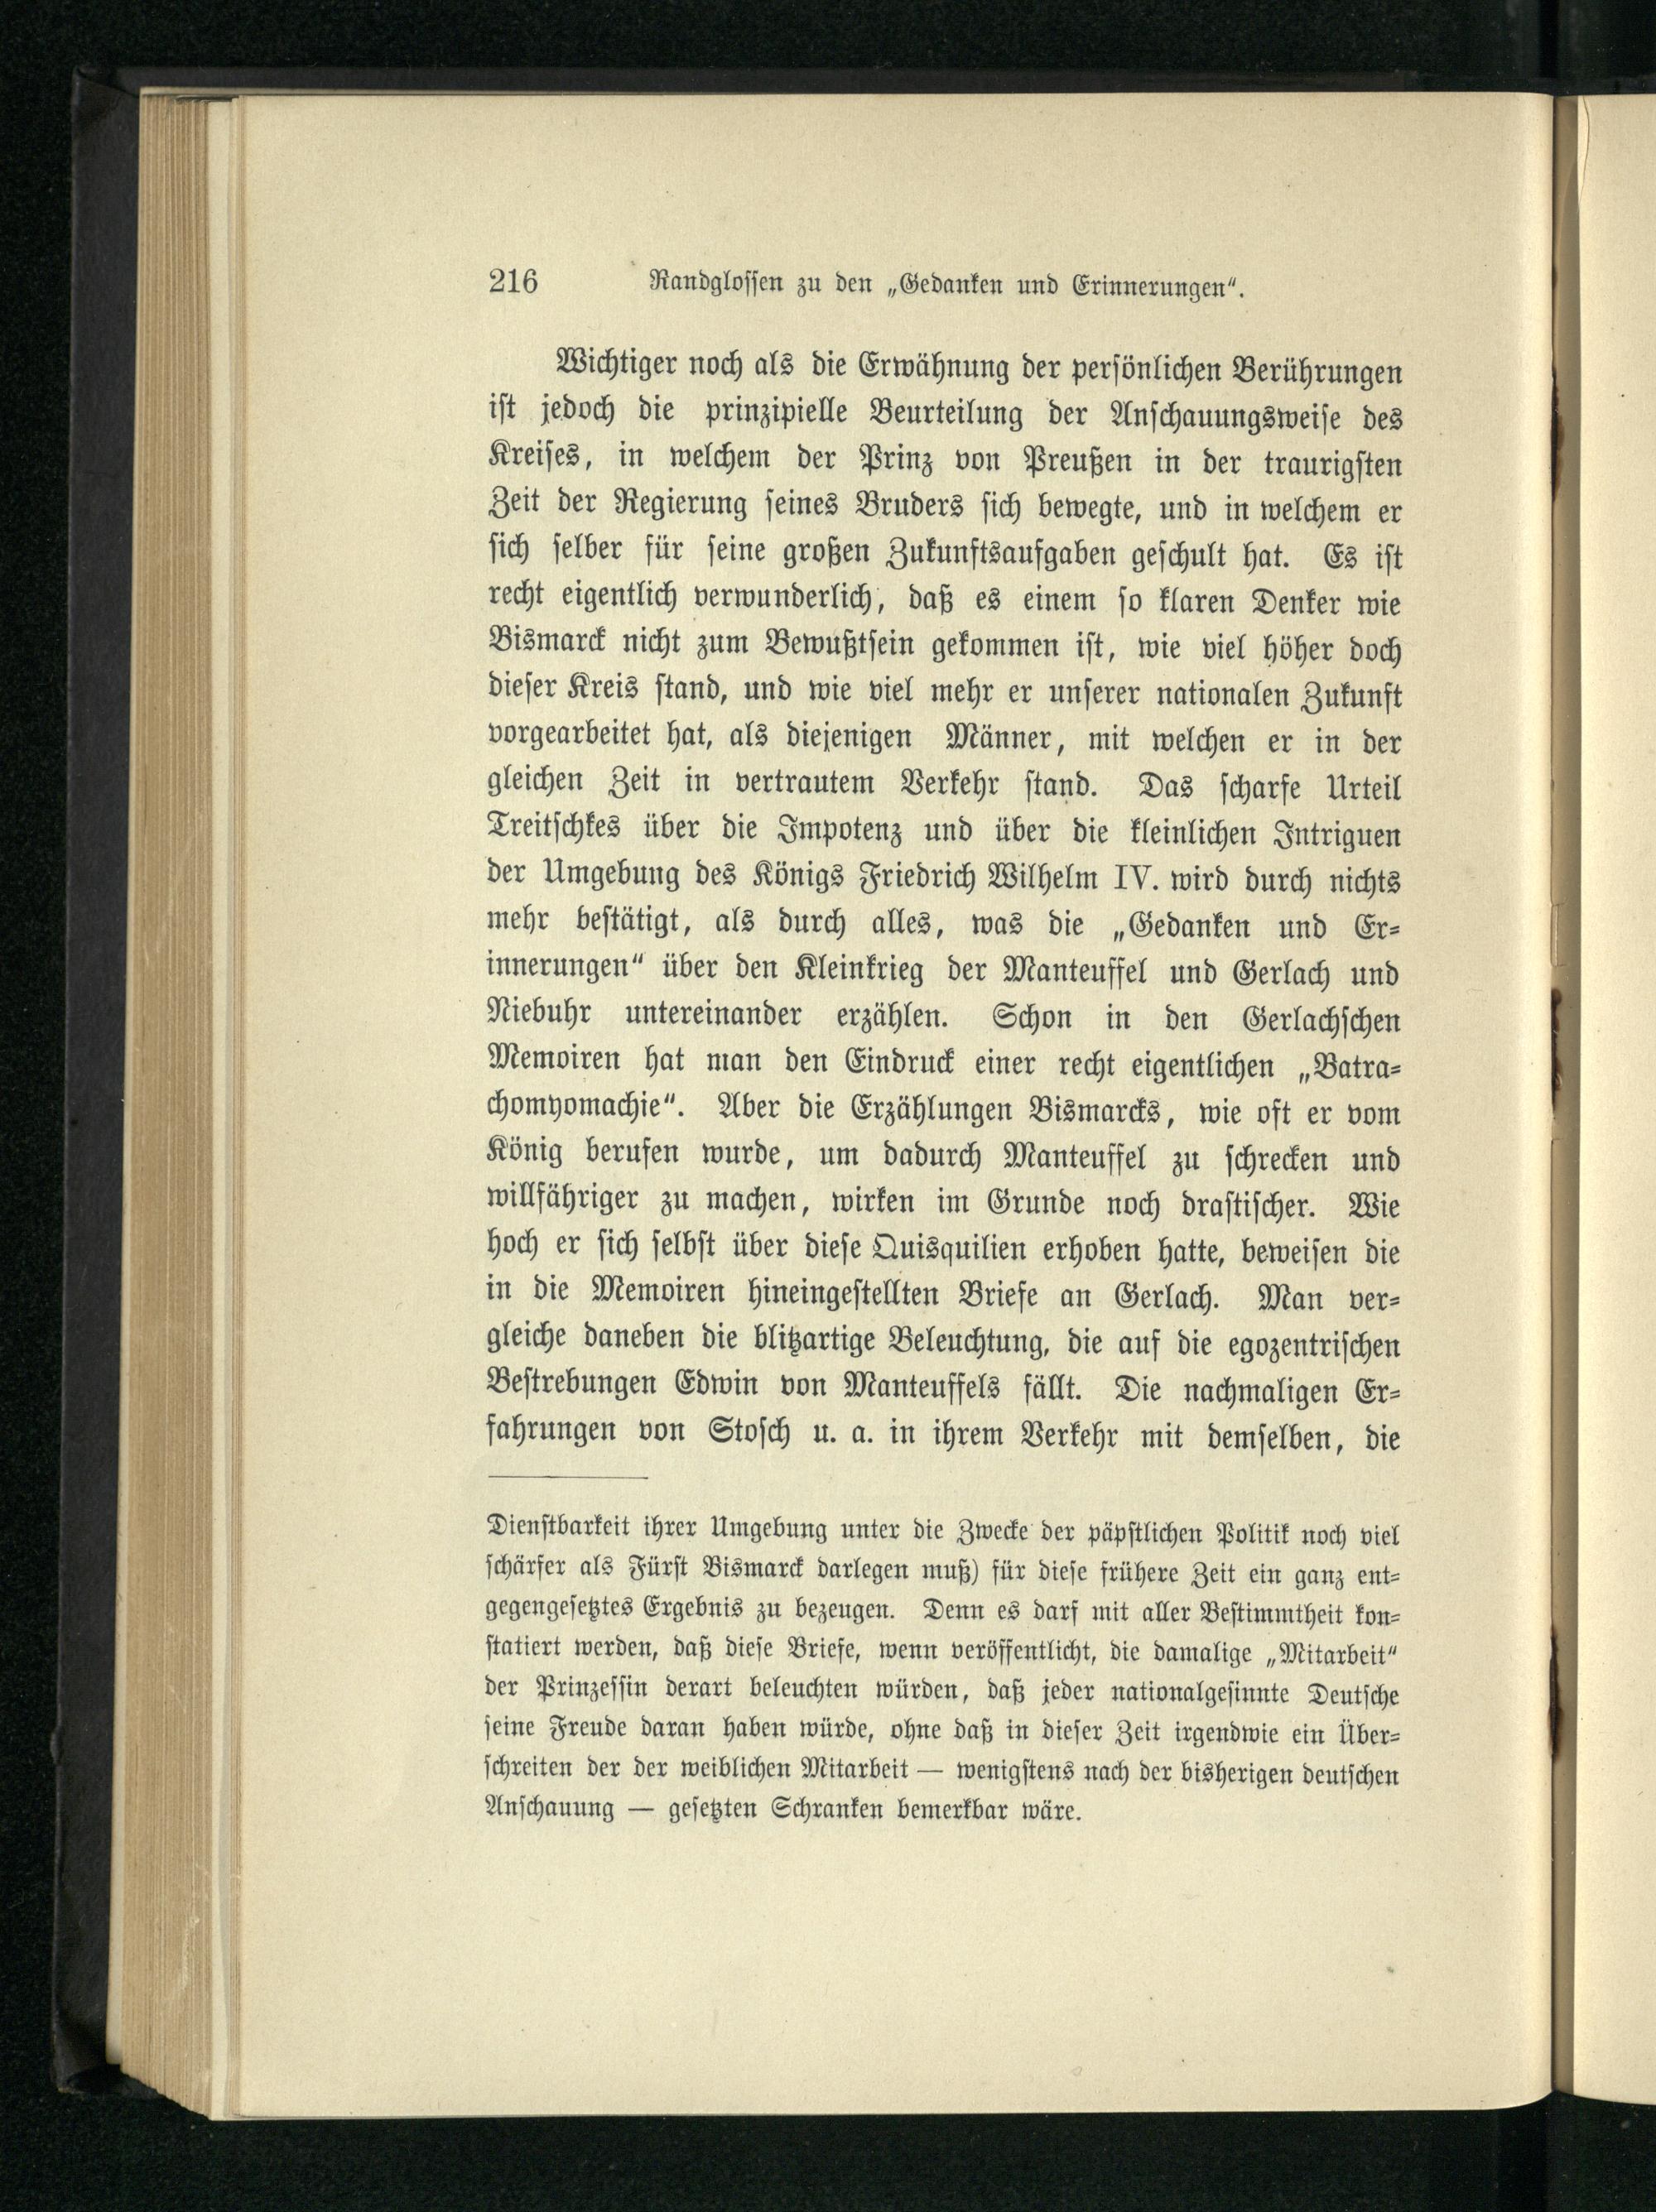 216 Randglossen zu den „Gedanken und Erinnerungen“.
Wichtiger noch als die Erwähnung der persönlichen Berührungen
ist jedoch die prinzipielle Beurteilung der Anschauungsweise des
Kreises, in welchem der Prinz von Preußen in der traurigsten
Zeit der Regierung seines Bruders sich bewegte, und in welchem er
sich selber für seine großen Zukunftsaufgaben geschult hat. Es ist
recht eigentlich verwunderlich, daß es einem so klaren Denker wie
Bismarck nicht zum Bewußtsein gekommen ist, wie viel höher doch
dieser Kreis stand, und wie viel mehr er unserer nationalen Zukunft
vorgearbeitet hat, als diejenigen Männer, mit welchen er in der
gleichen Zeit in vertrautem Verkehr stand. Das scharfe Urteil
Treitschkes über die Impotenz und über die kleinlichen Intriguen
der Umgebung des Königs Friedrich Wilhelm IV. wird durch nichts
mehr bestätigt, als durch alles, was die „Gedanken und Er-
innerungen“ über den Kleinkrieg der Manteuffel und Gerlach und
Niebuhr untereinander erzählen. Schon in den Gerlachschen
Memoiren hat man den Eindruck einer recht eigentlichen „Batra-
chomyomachie“. Aber die Erzählungen Bismarcks, wie oft er vom
König berufen wurde, um dadurch Manteuffel zu schrecken und
willfähriger zu machen, wirken im Grunde noch drastischer. Wie
hoch er sich selbst über diese Quisquilien erhoben hatte, beweisen die
in die Memoiren hineingestellten Briefe an Gerlach. Man ver-
gleiche daneben die blitzartige Beleuchtung, die auf die egozentrischen
Bestrebungen Edwin von Manteuffels fällt. Die nachmaligen Er-
fahrungen von Stosch u. a. in ihrem Verkehr mit demselben, die
Dienstbarkeit ihrer Umgebung unter die Zwecke der päpstlichen Politik noch viel
schärfer als Fürst Bismarck darlegen muß) für diese frühere Zeit ein ganz ent-
gegengesetztes Ergebnis zu bezeugen. Denn es darf mit aller Bestimmtheit kon-
statiert werden, daß diese Briefe, wenn veröffentlicht, die damalige „Mitarbeit“
der Prinzessin derart beleuchten würden, daß jeder nationalgesinnte Deutsche
seine Freude daran haben würde, ohne daß in dieser Zeit irgendwie ein Über-
schreiten der der weiblichen Mitarbeit — wenigstens nach der bisherigen deutschen
Anschauung — gesetzten Schranken bemerkbar wäre.